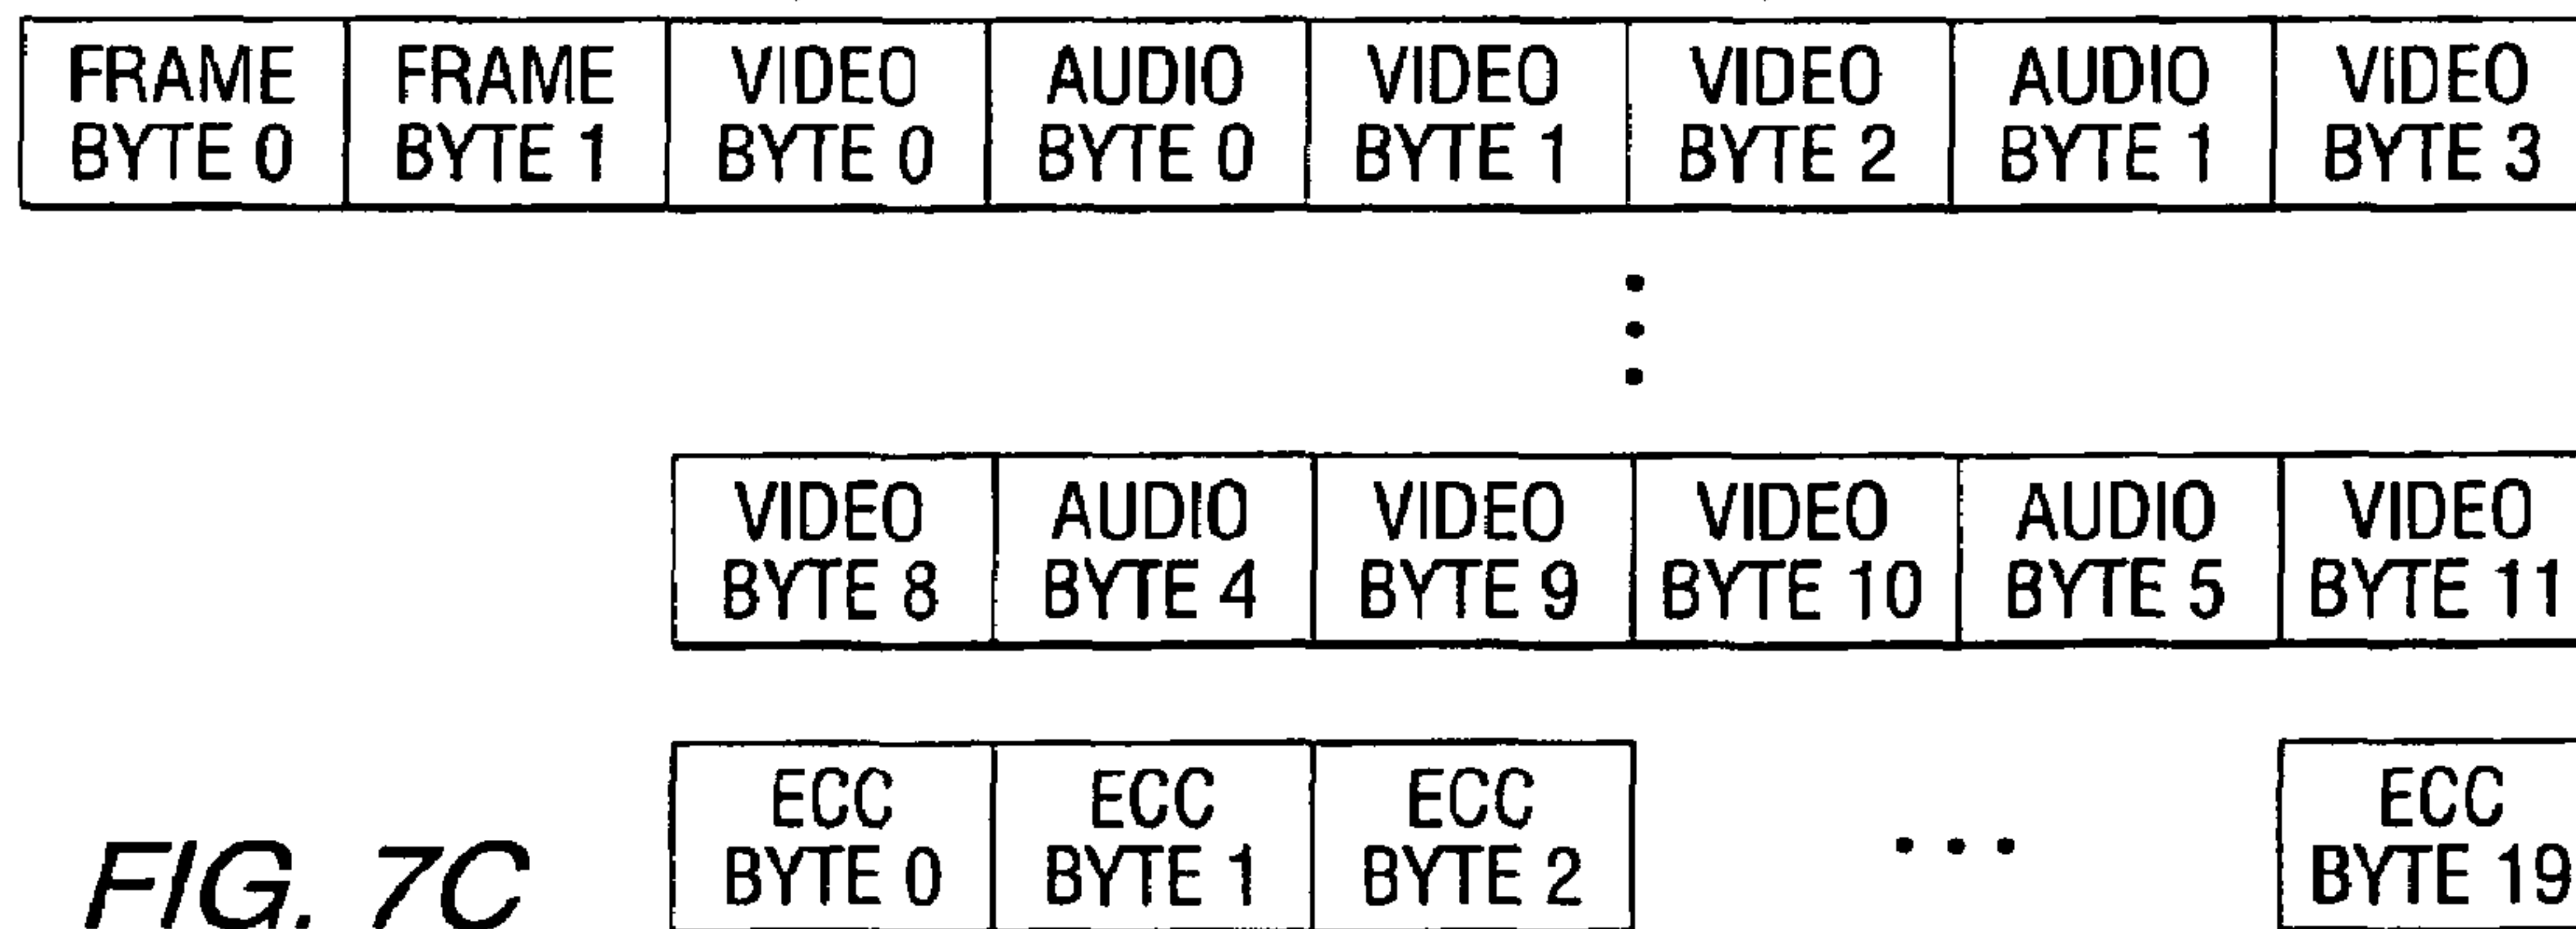 FRAME BYTE 0
FRAME BYTE 1
VIDEO BYTE 0
AUDIO BYTE 0
VIDEO BYTE 1
VIDEO BYTE 2
AUDIO BYTE 1
VIDEO BYTE 3
VIDEO BYTE 8
AUDIO BYTE 4
VIDEO BYTE 9
VIDEO BYTE 10
AUDIO BYTE 5
VIDEO BYTE 11
ECC BYTE 0
ECC BYTE 1
ECC BYTE 2
...
ECC BYTE 19
FIG. 7C